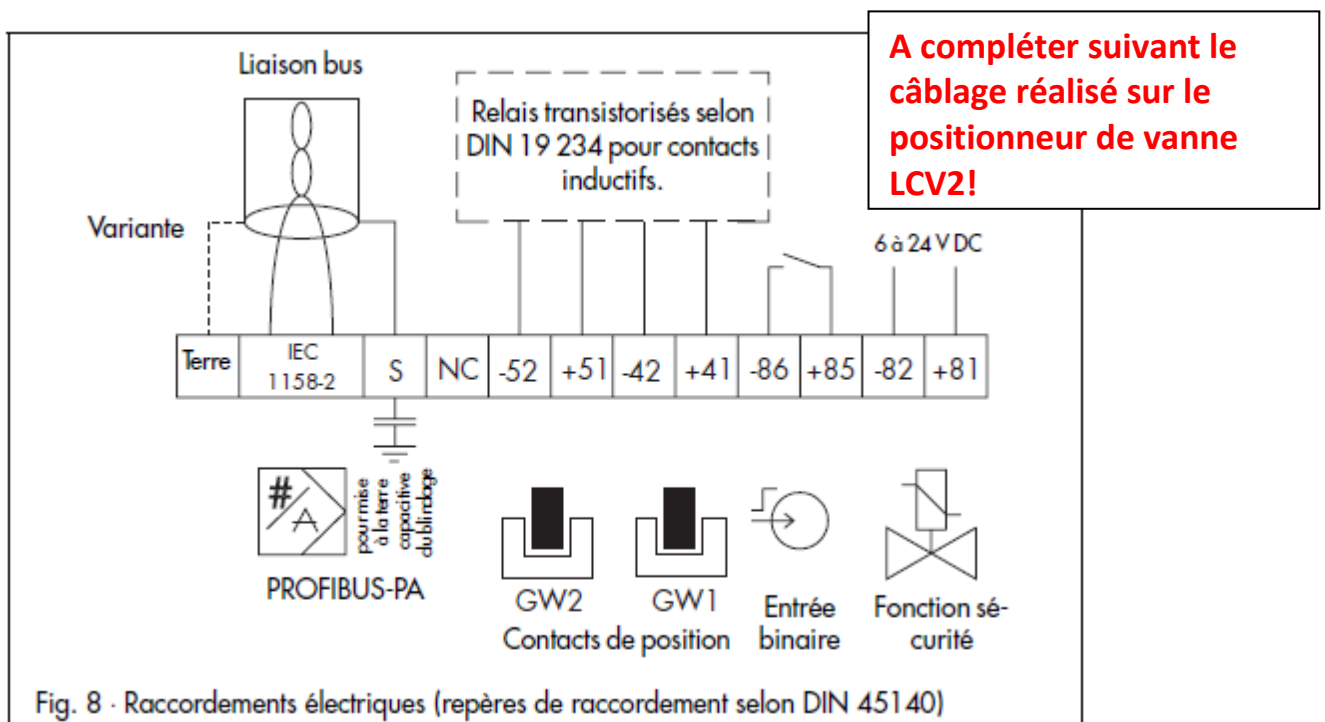 A compléter suivant le
câblage réalisé sur le
positionneur de vanne
LCV2!
Liaison bus
Relais transistorisés selon
DIN 19 234 pour contacts
inductifs.
Variante
6 à 24 V DC
Terre
IEC
1158-2
S
NC
-52
+51
-42
+41
-86
+85
-82
+81
#
A
pour mise
à la terre
capacitive
du blindage
PROFIBUS-PA
GW2
GW1
Contacts de position
Entrée
binaire
Fonction sé-
curité
Fig. 8 · Raccordements électriques (repères de raccordement selon DIN 45140)